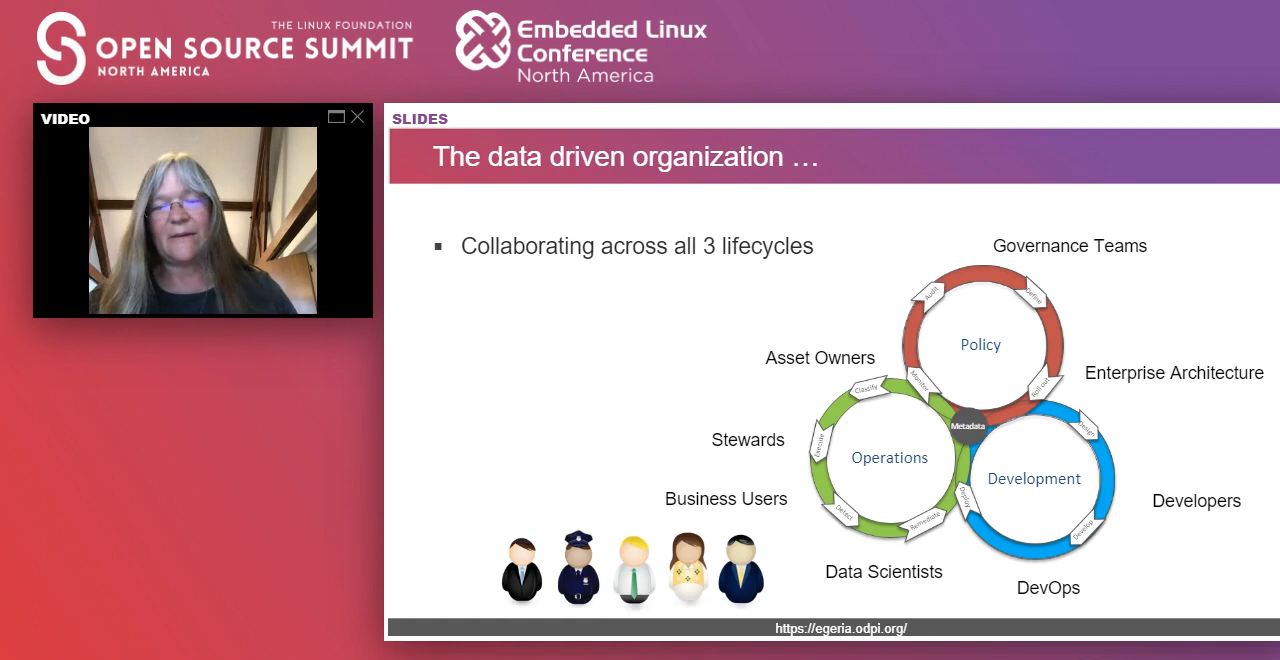 THE LINUX FOUNDATION
OPEN SOURCE SUMMIT
NORTH AMERICA
Embedded Linux
Conference
North America
VIDEO
SLIDES
The data driven organization …
▪ Collaborating across all 3 lifecycles
Governance Teams
Audit
Define
Policy
Monitor
Roll out
Asset Owners
Enterprise Architecture
Classify
Metadata
Design
Stewards
Execute
Operations
Development
Business Users
Deploy
Developers
Detect
Remediate
Develop
Data Scientists
DevOps
https://egeria.odpi.org/